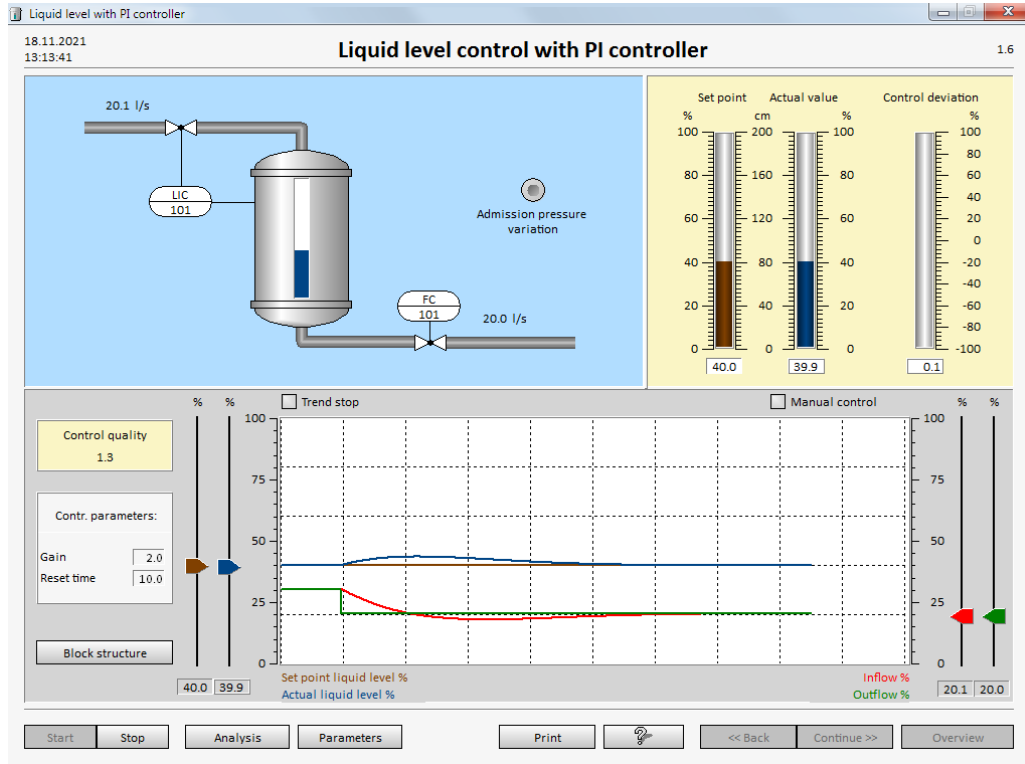 Liquid level with PI controller
18.11.2021
13:13:41
Liquid level control with PI controller
1.6
20.1 l/s
LIC
101
Admission pressure
variation
FC
101
20.0 l/s
Set point Actual value Control deviation
% cm % %
100 200 100 100
80
80 160 80 60
40
60 120 60 20
0
40 80 40 -20
-40
20 40 20 -60
-80
0 0 0 -100
40.0 39.9 0.1
% % Trend stop Manual control % %
Control quality
1.3
Contr. parameters:
Gain 2.0
Reset time 10.0
Block structure
100 100
75 75
50 50
25 25
0 0
40.0 39.9
Set point liquid level %
Actual liquid level %
Inflow %
Outflow %
20.1 20.0
Start Stop Analysis Parameters Print ? << Back Continue >> Overview